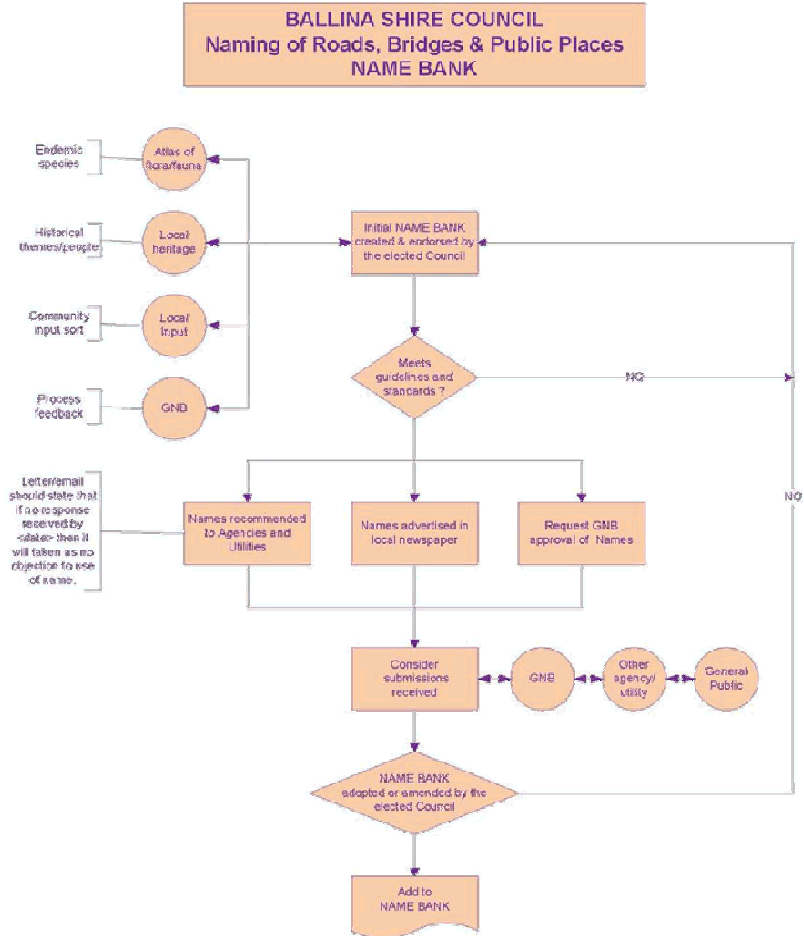 BALLINA SHIRE COUNCIL
Naming of Roads, Bridges & Public Places
NAME BANK
Endemic
species
Atlas of
flora/fauna
Historical
themes/people
Local
heritage
Initial NAME BANK
created & endorsed by
the elected Council
Community
input sort
Local
Input
Meets
guidelines and
standards ?
NO
Process
feedback
GNB
Letter/email
should state that
if no response
received by
<date> then it
will taken as no
objection to use
of name.
Names recommended
to Agencies and
Utilities
Names advertised in
local newspaper
Request GNB
approval of Names
NO
Consider
submissions
received
GNB
Other
agency/
utility
General
Public
NAME BANK
adopted or amended by the
elected Council
Add to
NAME BANK